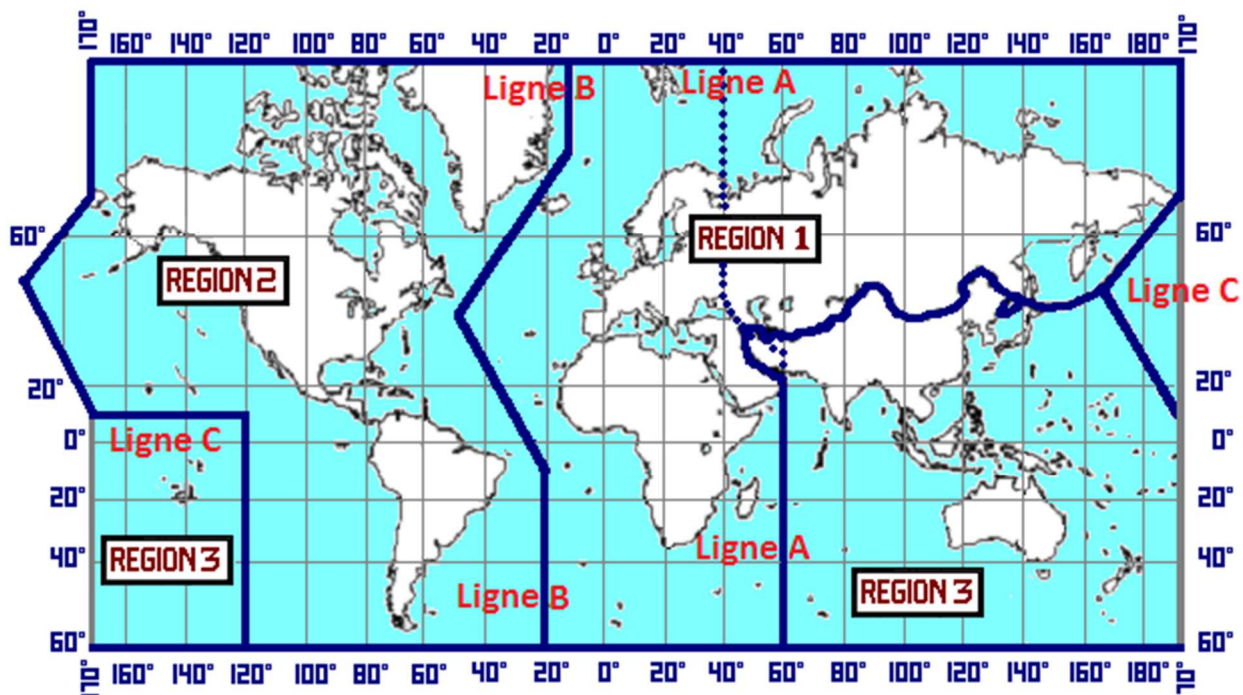 170° 160° 140° 120° 100° 80° 60° 40° 20° 0° 20° 40° 60° 80° 100° 120° 140° 160° 180° 170°
Ligne B
Ligne A
60°
REGION 2
REGION 1
60°
Ligne C
20°
20°
Ligne C
0°
0°
20°
20°
REGION 3
40°
Ligne A
40°
Ligne B
REGION 3
60°
60°
170° 160° 140° 120° 100° 80° 60° 40° 20° 0° 20° 40° 60° 80° 100° 120° 140° 160° 180°